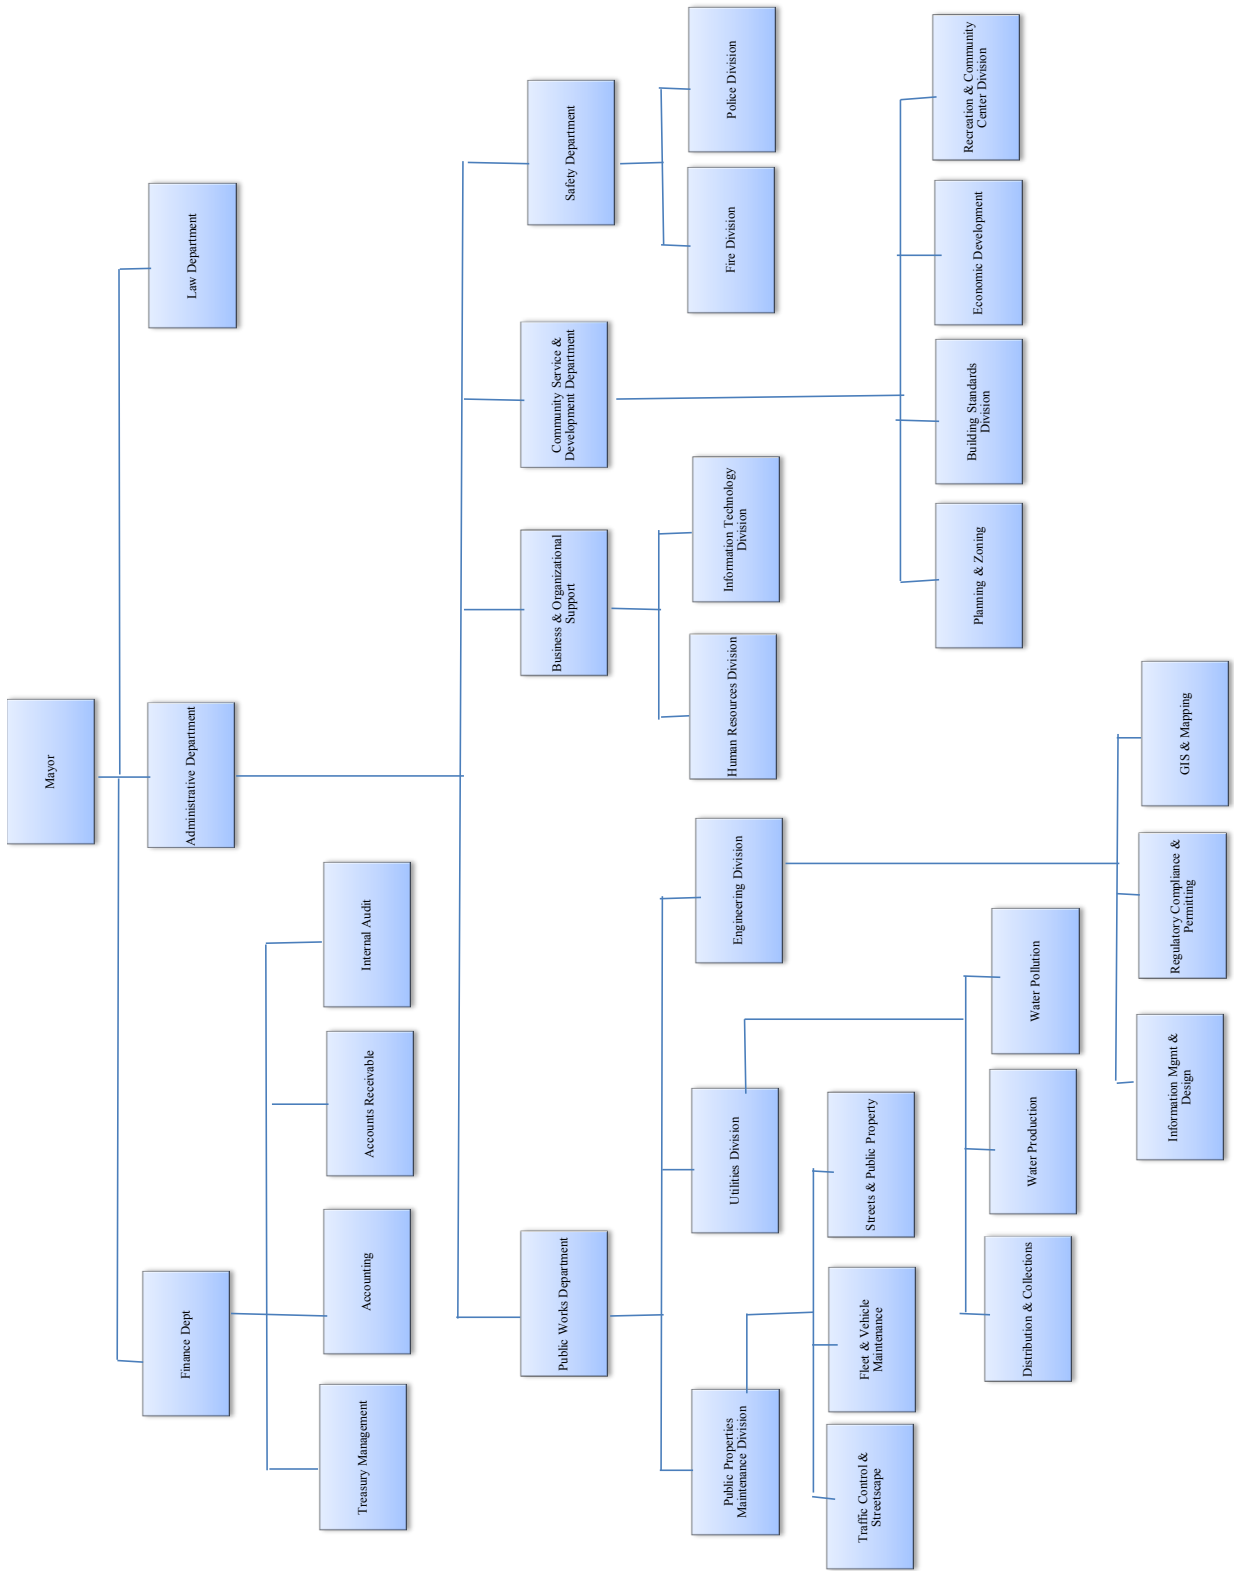 Mayor
Finance Dept
Administrative Department
Law Department
Treasury Management
Accounting
Accounts Receivable
Internal Audit
Public Works Department
Business & Organizational
Support
Community Service &
Development Department
Safety Department
Public Properties
Maintenance Division
Utilities Division
Engineering Division
Human Resources Division
Information Technology
Division
Fire Division
Police Division
Traffic Control &
Streetscape
Fleet & Vehicle
Maintenance
Streets & Public Property
Planning & Zoning
Building Standards
Division
Economic Development
Recreation & Community
Center Division
Distribution & Collections
Water Production
Water Pollution
Information Mgmt &
Design
Regulatory Compliance &
Permitting
GIS & Mapping